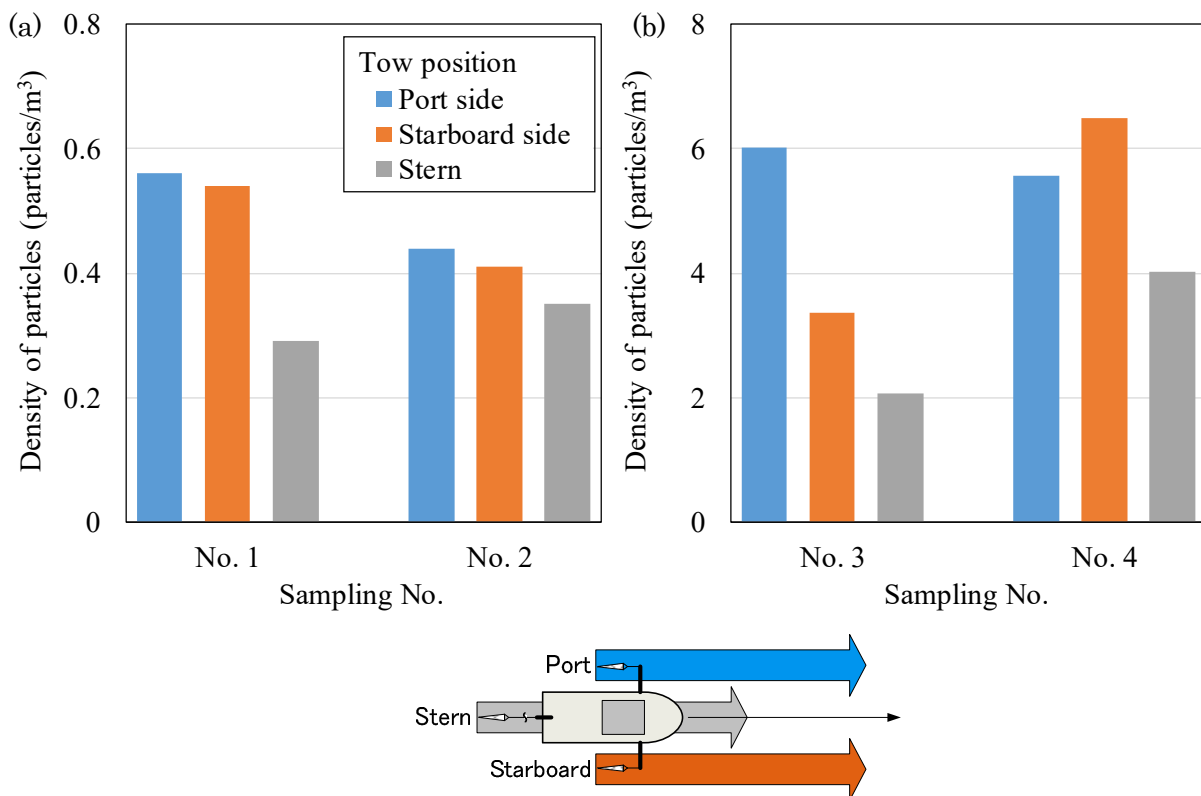 (a)
Density of particles (particles/m³)
0.8
0.6
0.4
0.2
0
Tow position
Port side
Starboard side
Stern
No. 1
No. 2
Sampling No.
(b)
Density of particles (particles/m³)
8
6
4
2
0
No. 3
No. 4
Sampling No.
Port
Stern
Starboard